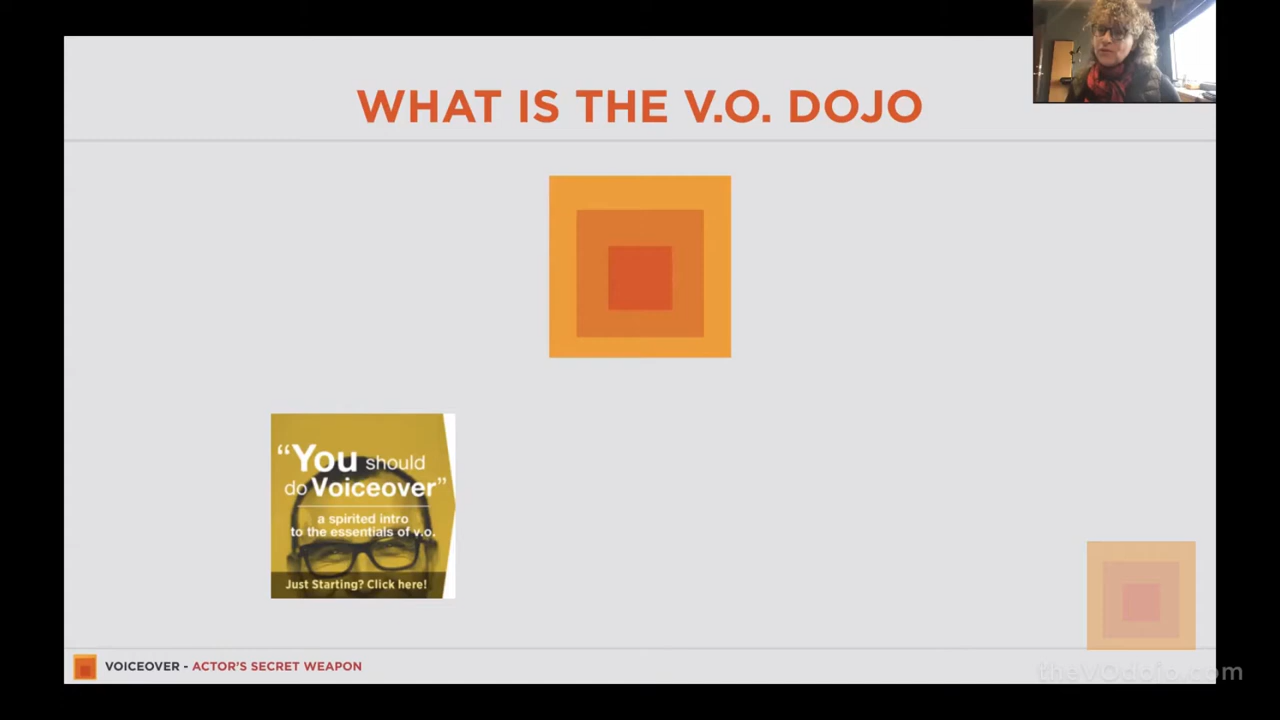 WHAT IS THE V.O. DOJO
“You should
do Voiceover”
a spirited intro
to the essentials of v.o.
Just Starting? Click here!
VOICEOVER - ACTOR’S SECRET WEAPON
theVOdojo.com